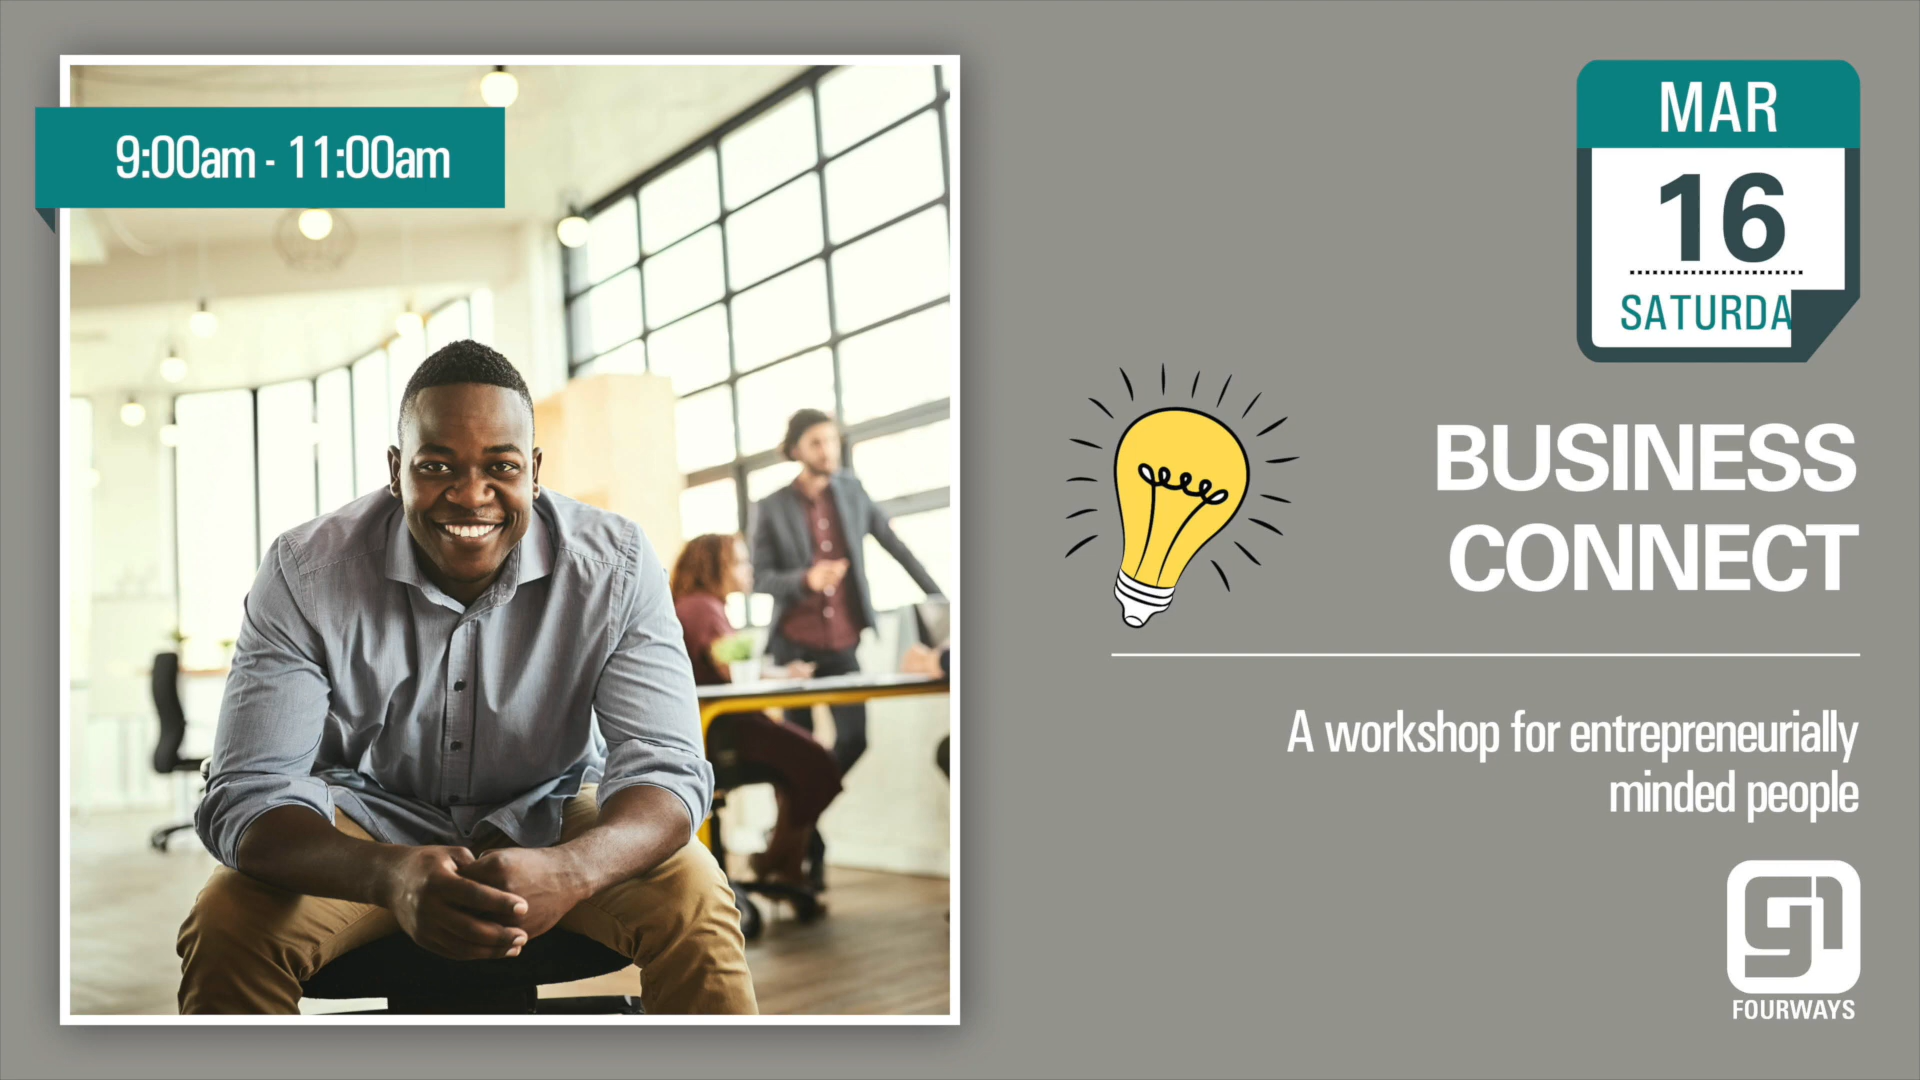 9:00am - 11:00am
MAR
16
SATURDA
BUSINESS
CONNECT
A workshop for entrepreneurially
minded people
FOURWAYS